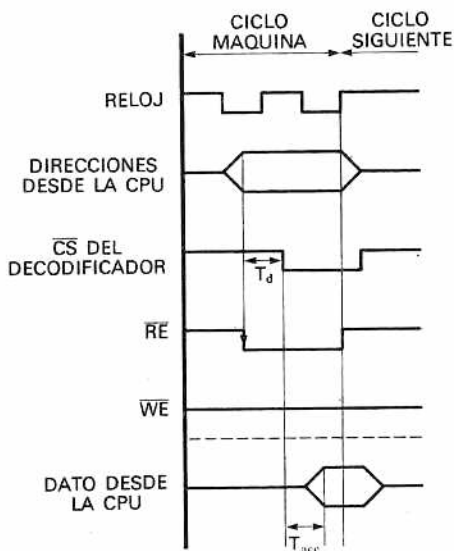 CICLO
MAQUINA
CICLO
SIGUIENTE
RELOJ
DIRECCIONES
DESDE LA CPU
CS DEL
DECODIFICADOR
Td
RE
WE
DATO DESDE
LA CPU
Tacc